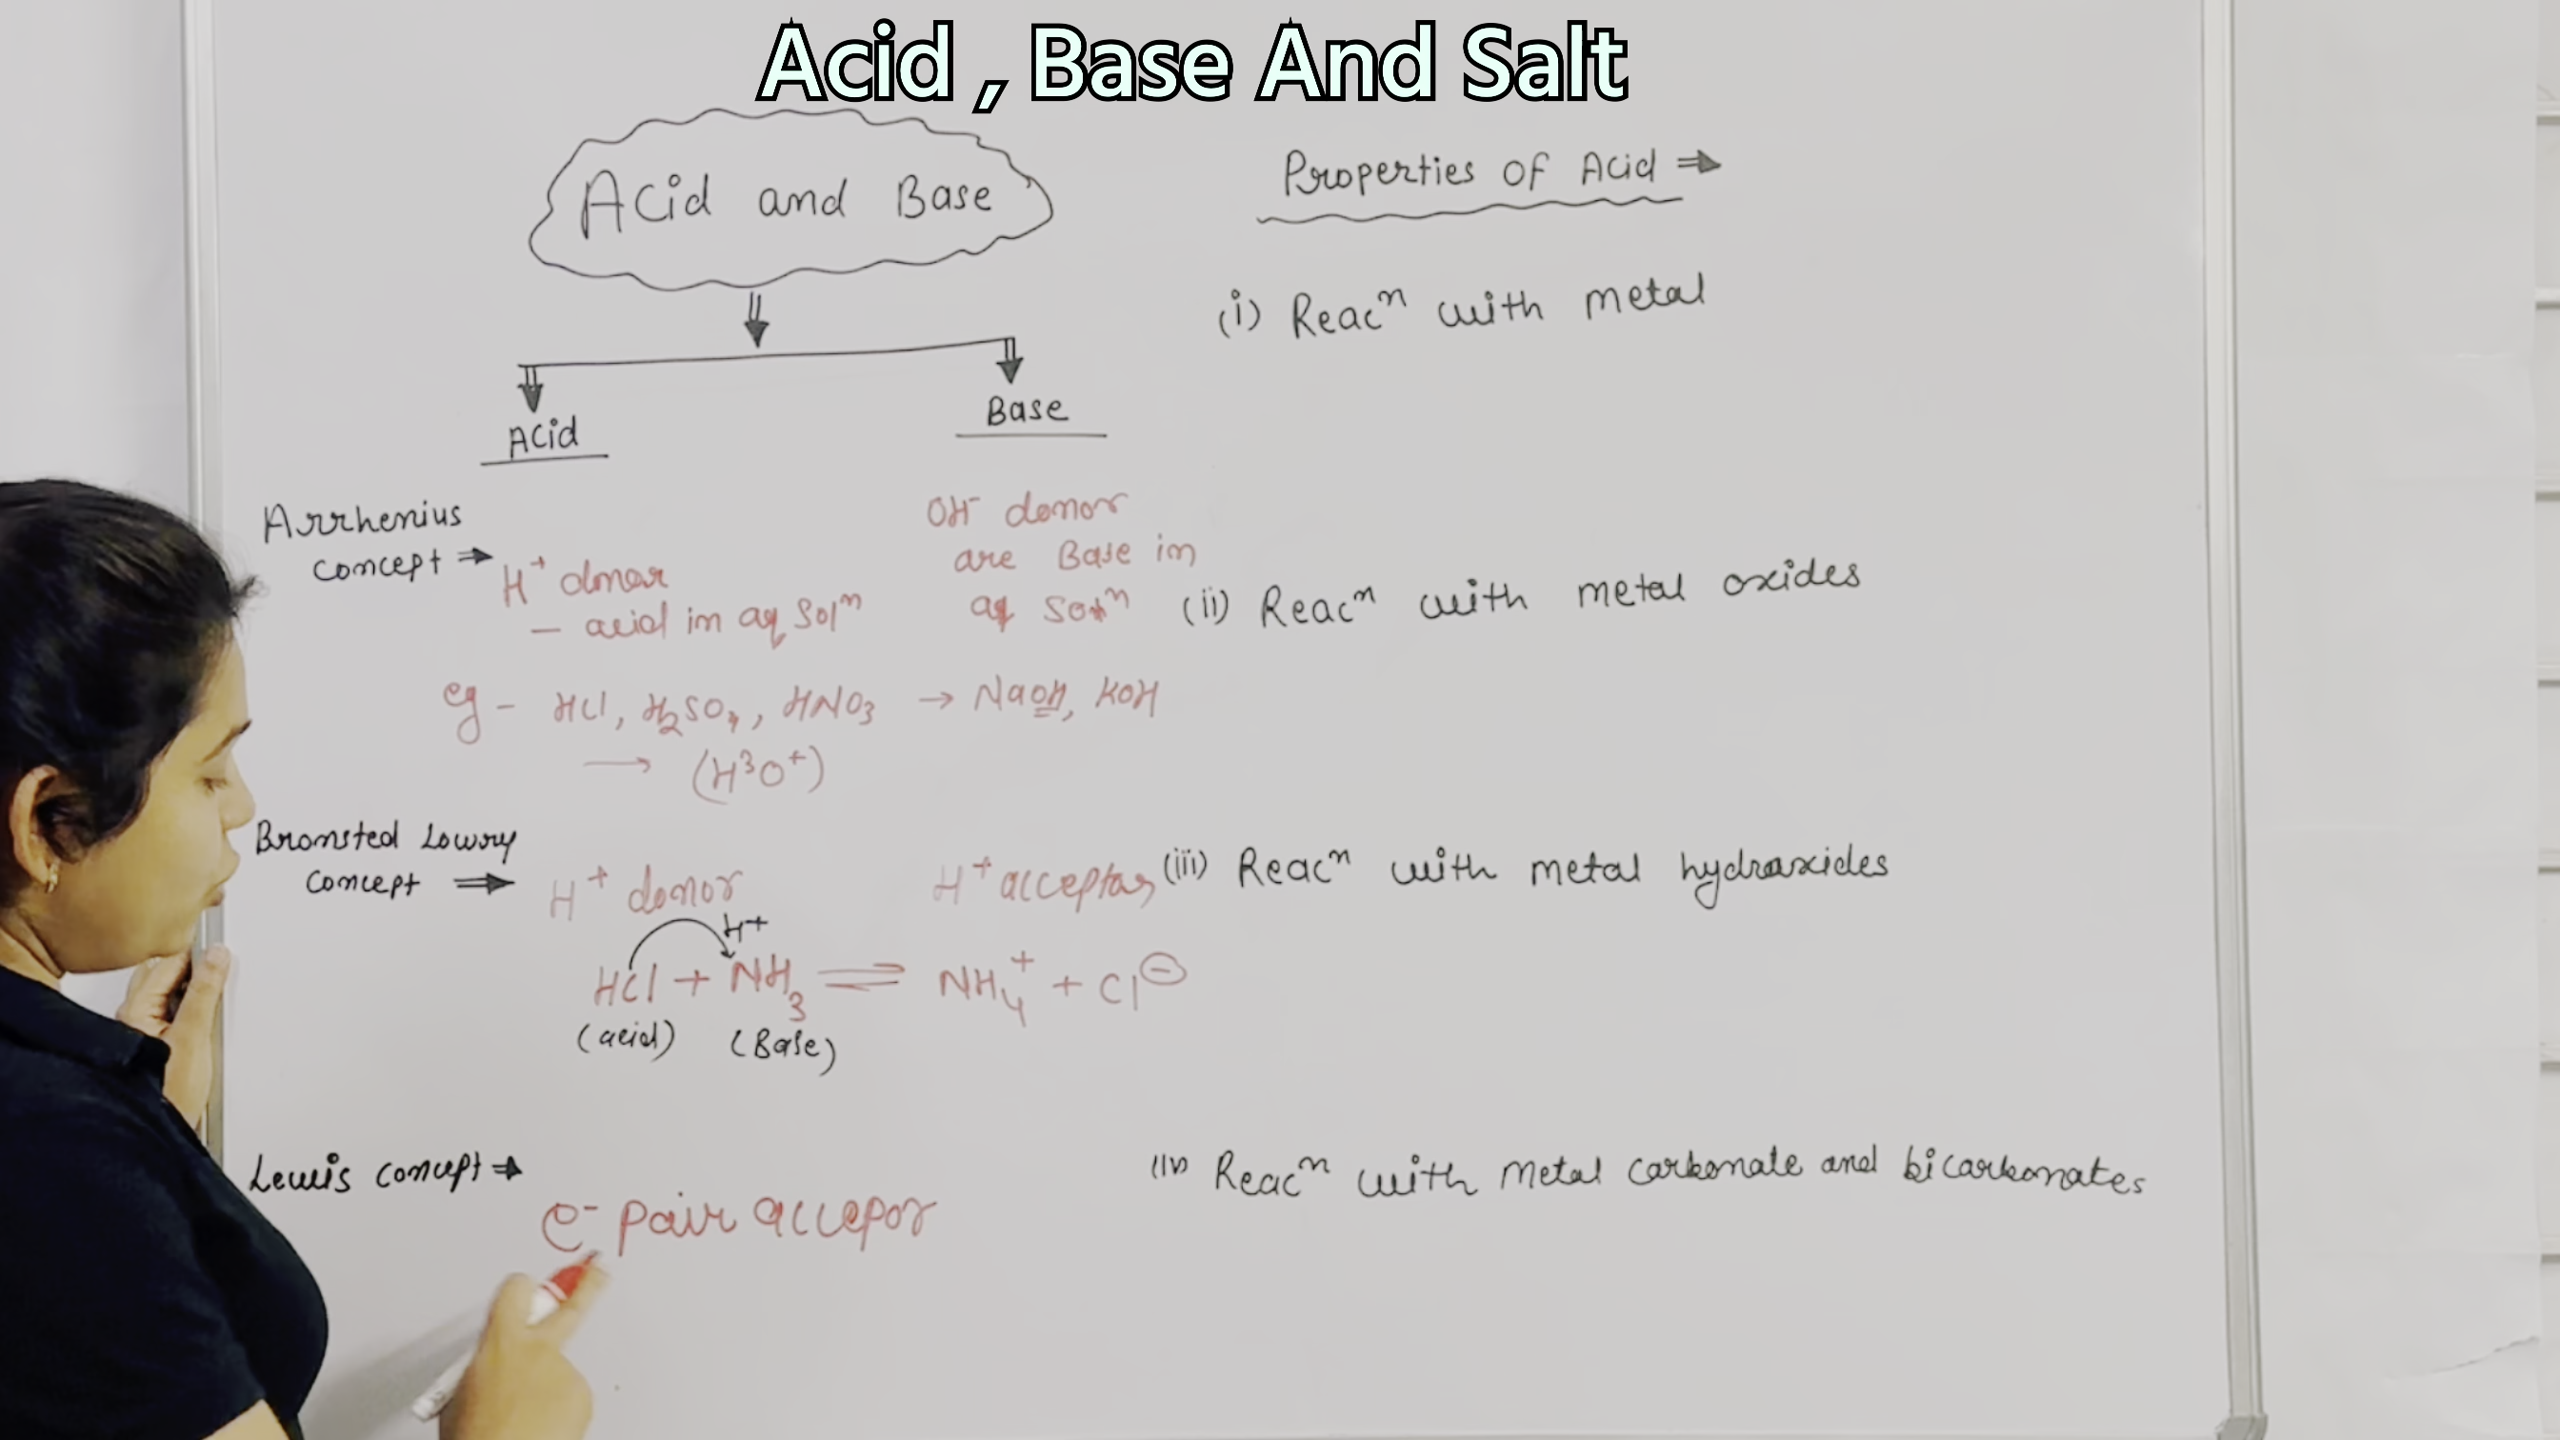 Acid , Base And Salt
Acid and Base
Acid
Base
Arrhenius
concept ⇒
H⁺ donar
– acid in aq Solⁿ
OH⁻ donor
are Base in
aq Solⁿ
eg – HCl, H₂SO₄, HNO₃ → NaOH, KOH
→ (H³O⁺)
Bronsted Lowry
Concept ⇒
H⁺ donor
H⁺ acceptor
H⁺
HCl + NH₃ ⇌ NH₄⁺ + Cl⊖
(acid) (Base)
Lewis concept ⇒
e⁻ pair accepor
Properties OF Acid ⇒
(i) Reacⁿ with metal
(ii) Reacⁿ with metal oxides
(iii) Reacⁿ with metal hydroxides
(iv) Reacⁿ with Metal carbonate and bicarbonates